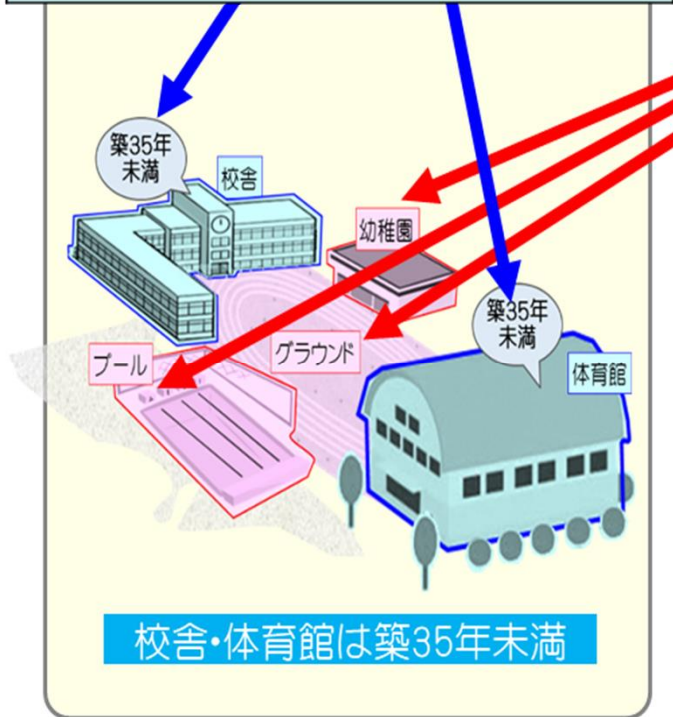 築35年
未満
校舎
幼稚園
築35年
未満
プール
グラウンド
体育館
校舎・体育館は築35年未満